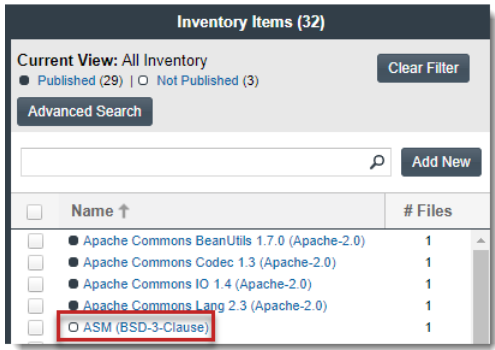 Inventory Items (32)
Current View: All Inventory
Published (29) | Not Published (3)
Clear Filter
Advanced Search
Add New
Name # Files
Apache Commons BeanUtils 1.7.0 (Apache-2.0) 1
Apache Commons Codec 1.3 (Apache-2.0) 1
Apache Commons IO 1.4 (Apache-2.0) 1
Apache Commons Lang 2.3 (Apache-2.0) 1
ASM (BSD-3-Clause) 1